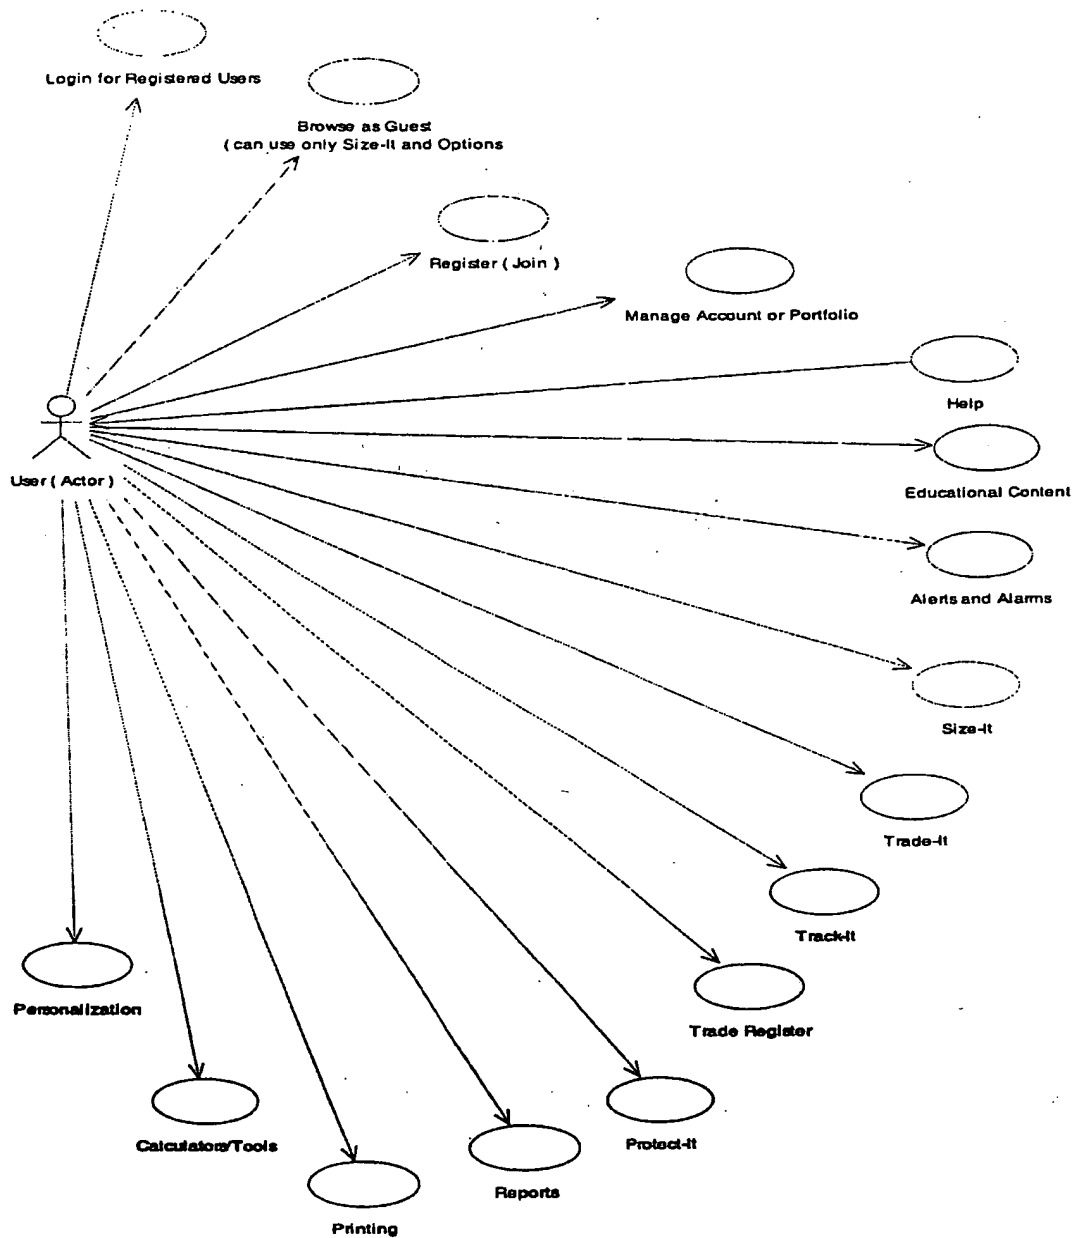 Login for Registered Users
Browse as Guest
( can use only Size-It and Options
Register ( Join )
Manage Account or Portfolio
Help
User ( Actor )
Educational Content
Alerts and Alarms
Size-It
Trade-It
Track-It
Trade Register
Personalization
Protect-It
Calculators/Tools
Reports
Printing